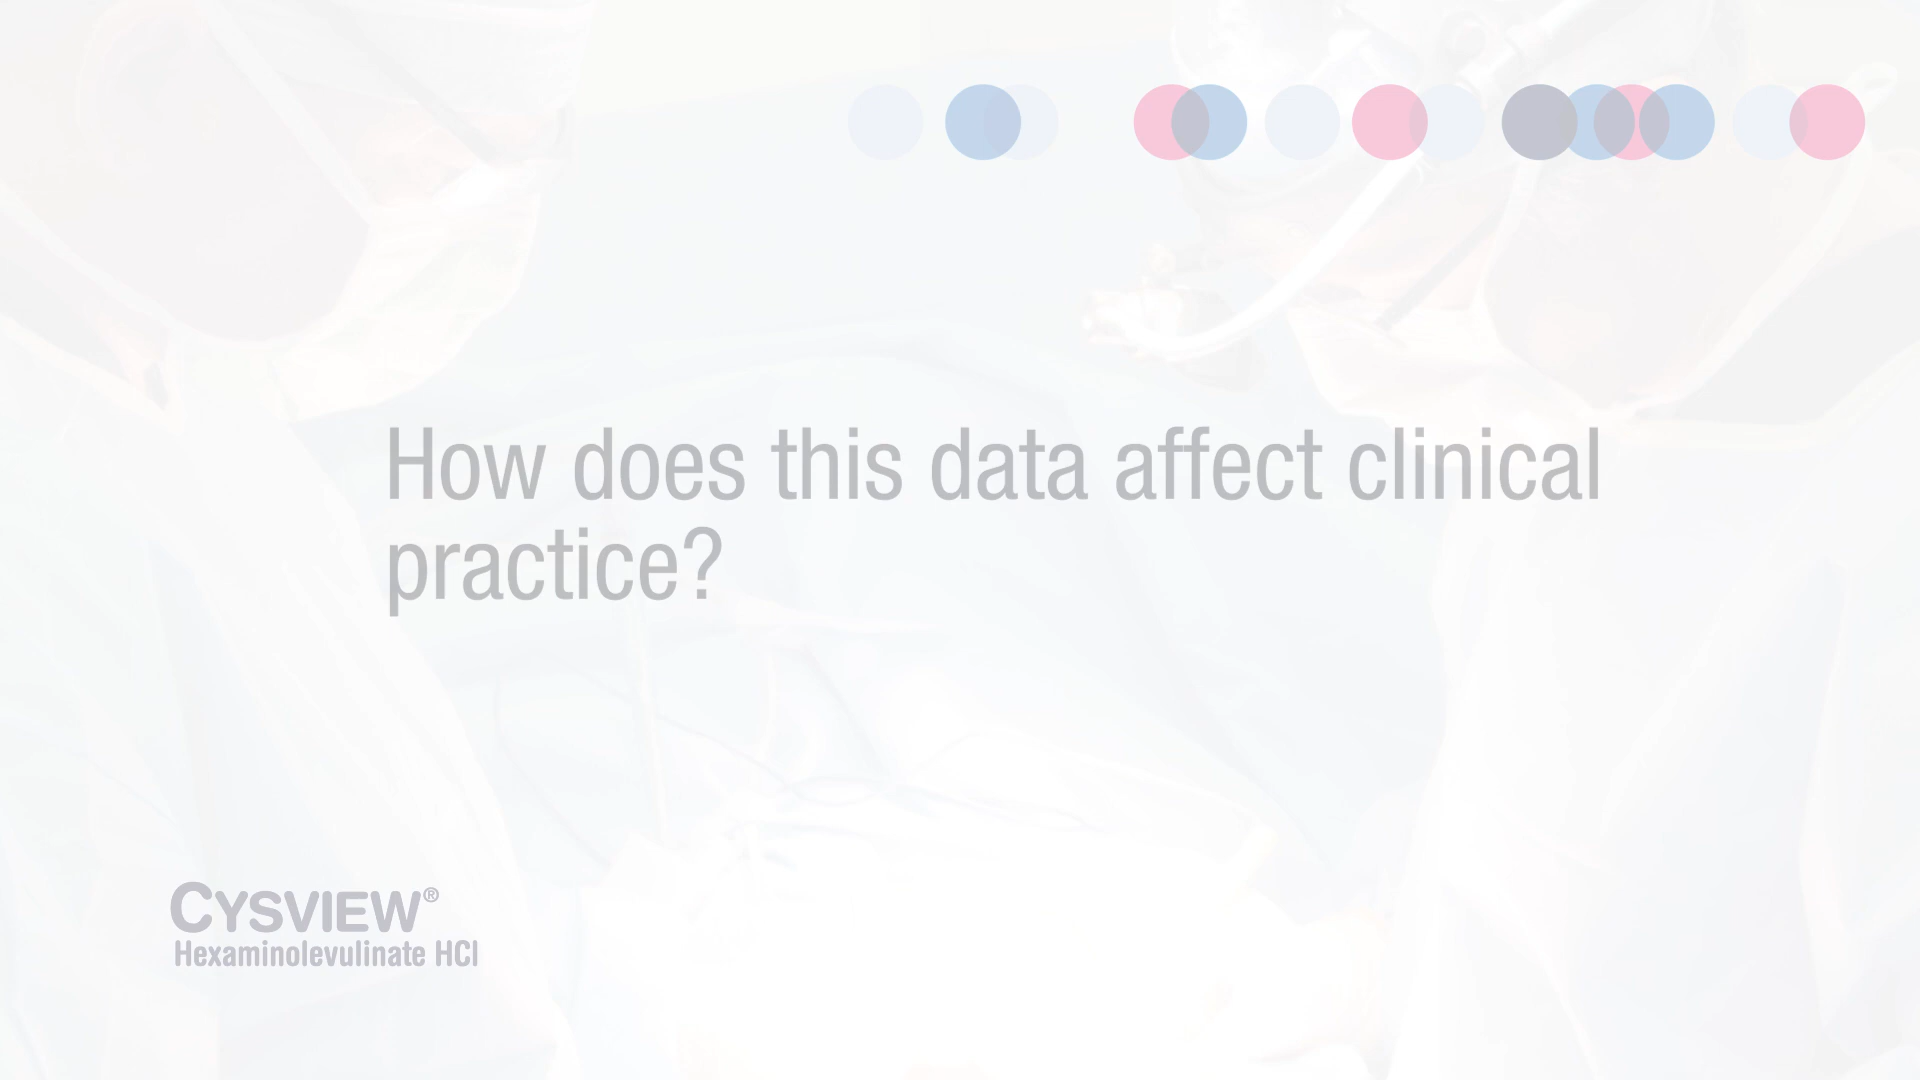 How does this data affect clinical
practice?
CYSVIEW®
Hexaminolevulinate HCl